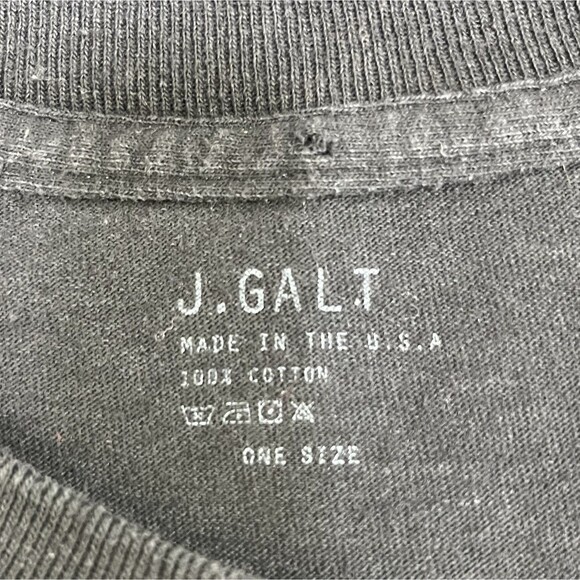 J.GALT
MADE IN THE U.S.A
100% COTTON
ONE SIZE